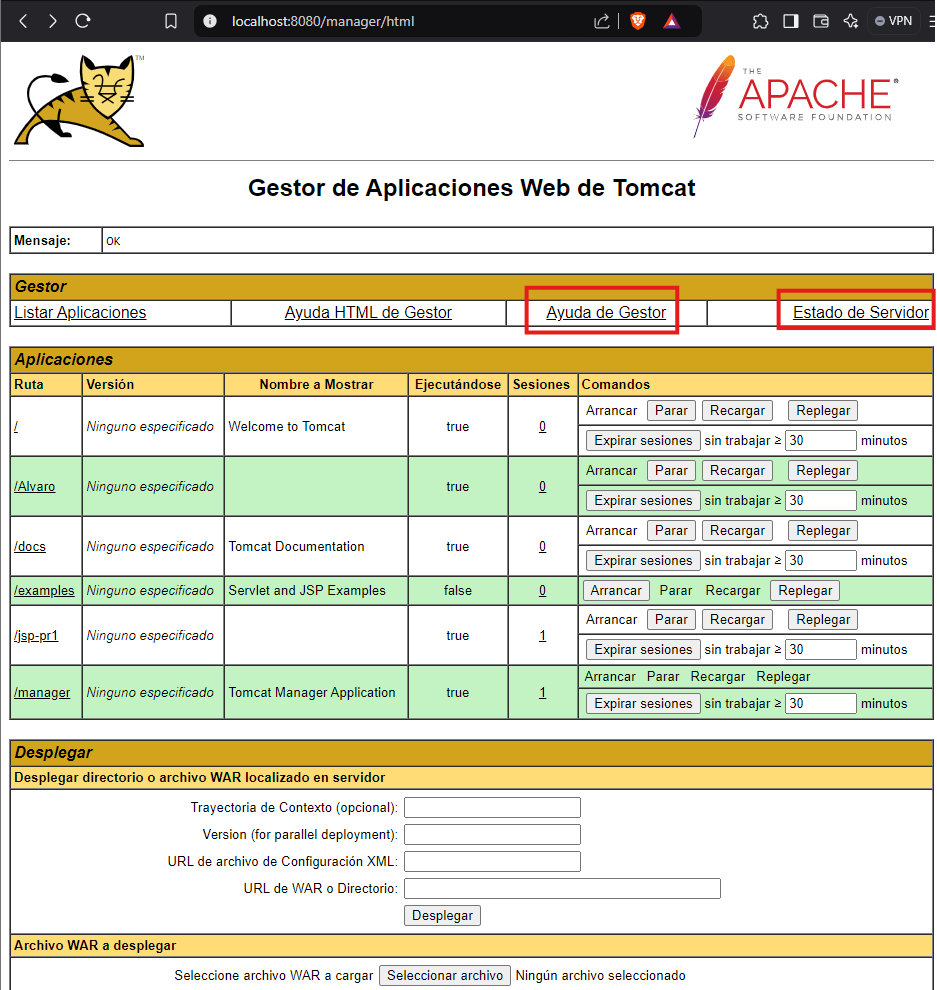 localhost:8080/manager/html
VPN
TM
THE
APACHE®
SOFTWARE FOUNDATION
Gestor de Aplicaciones Web de Tomcat
Mensaje: OK
Gestor
Listar Aplicaciones Ayuda HTML de Gestor Ayuda de Gestor Estado de Servidor
Aplicaciones
Ruta Versión Nombre a Mostrar Ejecutándose Sesiones Comandos
/ Ninguno especificado Welcome to Tomcat true 0 Arrancar Parar Recargar Replegar
Expirar sesiones sin trabajar ≥ 30 minutos
/Alvaro Ninguno especificado true 0 Arrancar Parar Recargar Replegar
Expirar sesiones sin trabajar ≥ 30 minutos
/docs Ninguno especificado Tomcat Documentation true 0 Arrancar Parar Recargar Replegar
Expirar sesiones sin trabajar ≥ 30 minutos
/examples Ninguno especificado Servlet and JSP Examples false 0 Arrancar Parar Recargar Replegar
/jsp-pr1 Ninguno especificado true 1 Arrancar Parar Recargar Replegar
Expirar sesiones sin trabajar ≥ 30 minutos
/manager Ninguno especificado Tomcat Manager Application true 1 Arrancar Parar Recargar Replegar
Expirar sesiones sin trabajar ≥ 30 minutos
Desplegar
Desplegar directorio o archivo WAR localizado en servidor
Trayectoria de Contexto (opcional):
Version (for parallel deployment):
URL de archivo de Configuración XML:
URL de WAR o Directorio:
Desplegar
Archivo WAR a desplegar
Seleccione archivo WAR a cargar Seleccionar archivo Ningún archivo seleccionado